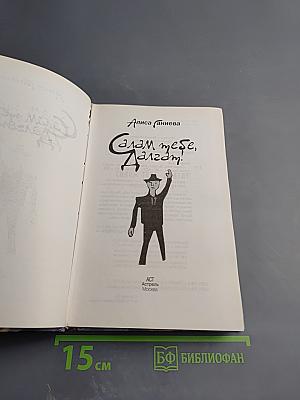 Алиса Ганиева
Салам тебе,
Далгат!
АСТ
Астрель
Москва
15 см
БФ БИБЛИОФАН